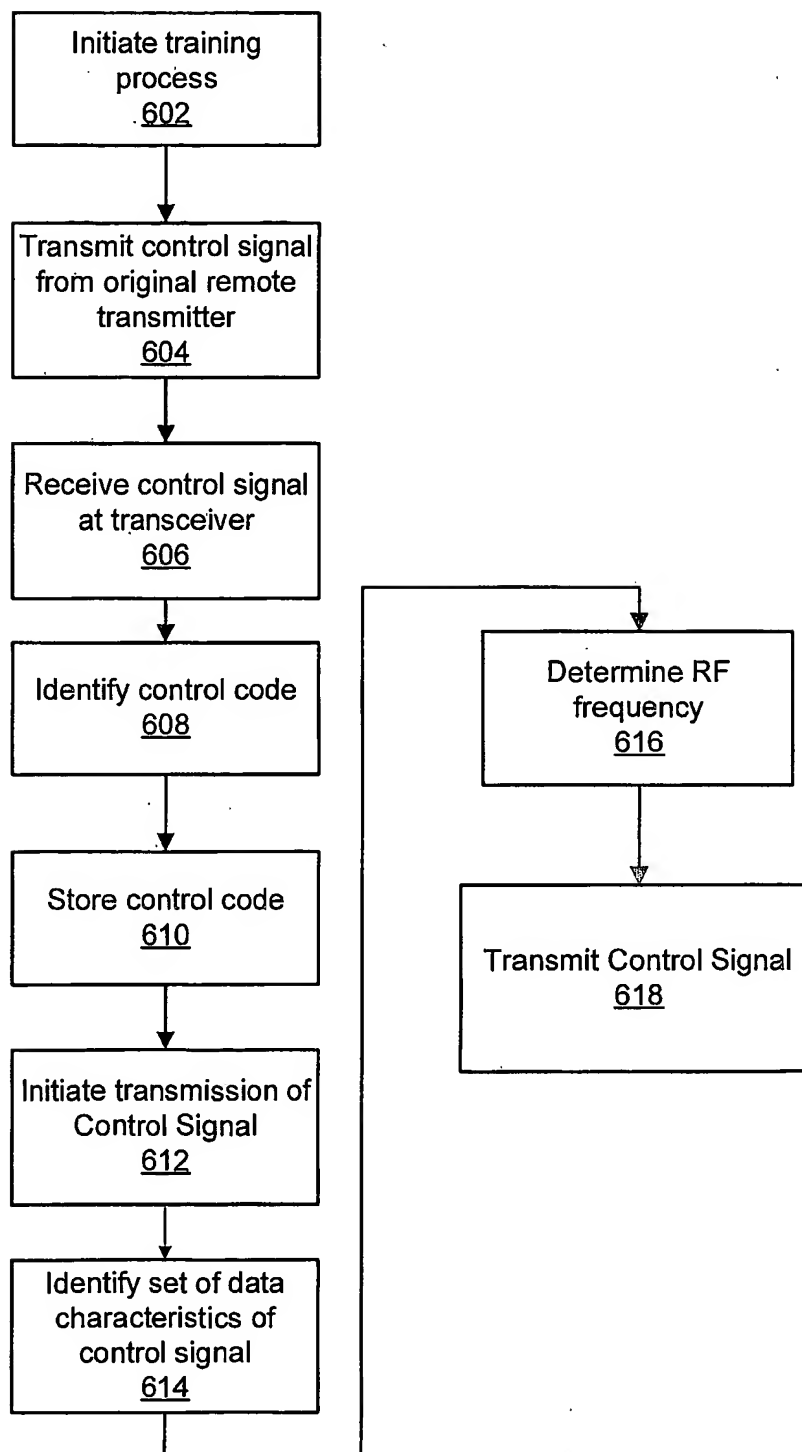 Initiate training
process
602
Transmit control signal
from original remote
transmitter
604
Receive control signal
at transceiver
606
Identify control code
608
Store control code
610
Initiate transmission of
Control Signal
612
Identify set of data
characteristics of
control signal
614
Determine RF
frequency
616
Transmit Control Signal
618